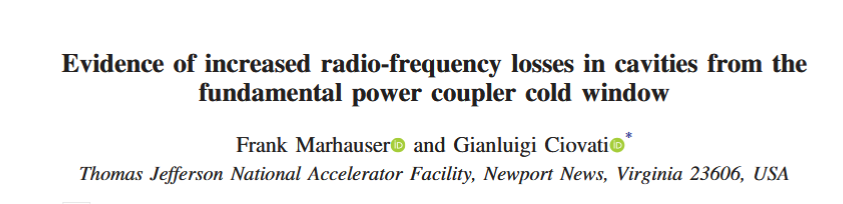 Evidence of increased radio-frequency losses in cavities from the
fundamental power coupler cold window
Frank Marhauser and Gianluigi Ciovati*
Thomas Jefferson National Accelerator Facility, Newport News, Virginia 23606, USA